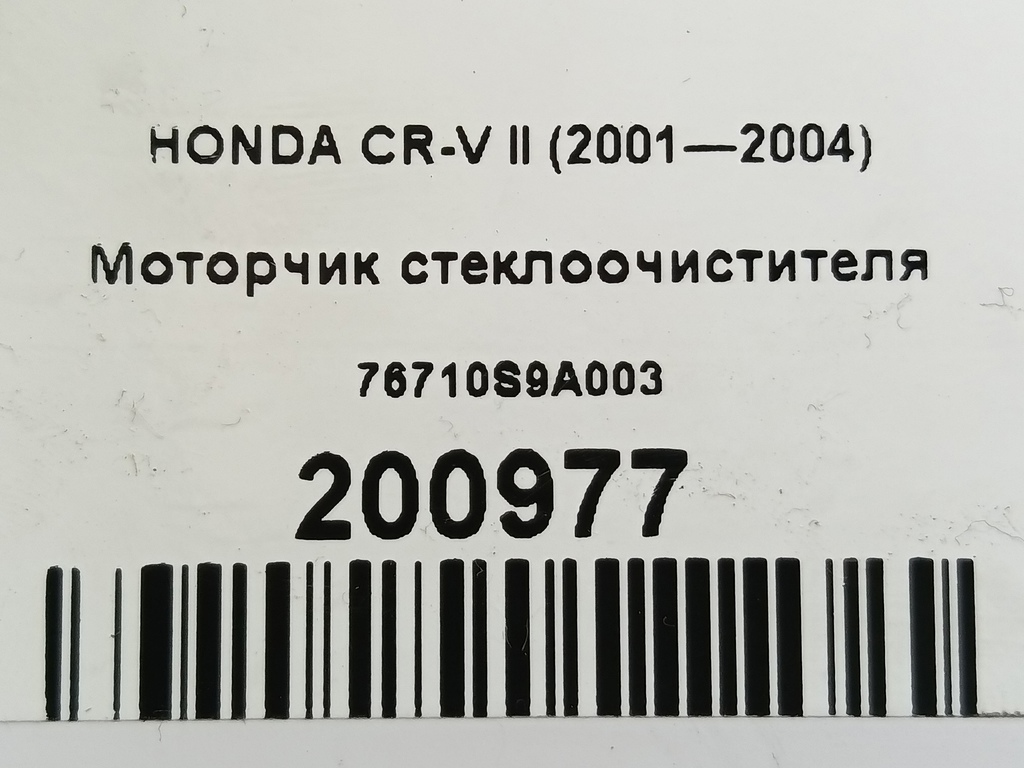 HONDA CR-V II (2001—2004)
Моторчик стеклоочистителя
76710S9A003
200977